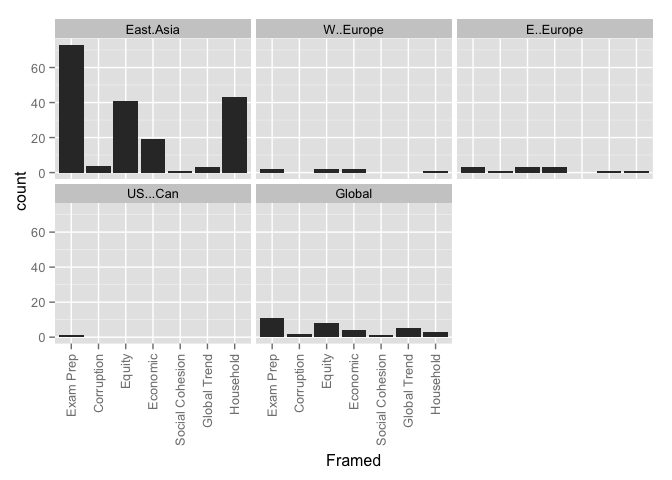 East.Asia
W..Europe
E..Europe
60
40
20
0
count
US...Can
Global
60
40
20
0
Exam Prep
Corruption
Equity
Economic
Social Cohesion
Global Trend
Household
Exam Prep
Corruption
Equity
Economic
Social Cohesion
Global Trend
Household
Framed